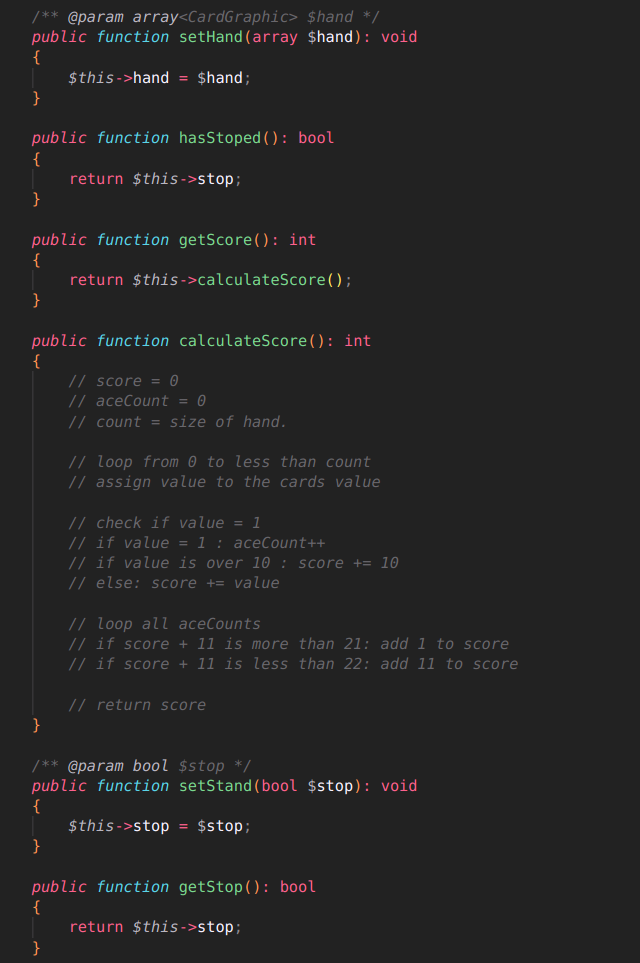 /** @param array<CardGraphic> $hand */
public function setHand(array $hand): void
{
    $this->hand = $hand;
}

public function hasStoped(): bool
{
    return $this->stop;
}

public function getScore(): int
{
    return $this->calculateScore();
}

public function calculateScore(): int
{
    // score = 0
    // aceCount = 0
    // count = size of hand.

    // loop from 0 to less than count
    // assign value to the cards value

    // check if value = 1
    // if value = 1 : aceCount++
    // if value is over 10 : score += 10
    // else: score += value

    // loop all aceCounts
    // if score + 11 is more than 21: add 1 to score
    // if score + 11 is less than 22: add 11 to score

    // return score
}

/** @param bool $stop */
public function setStand(bool $stop): void
{
    $this->stop = $stop;
}

public function getStop(): bool
{
    return $this->stop;
}